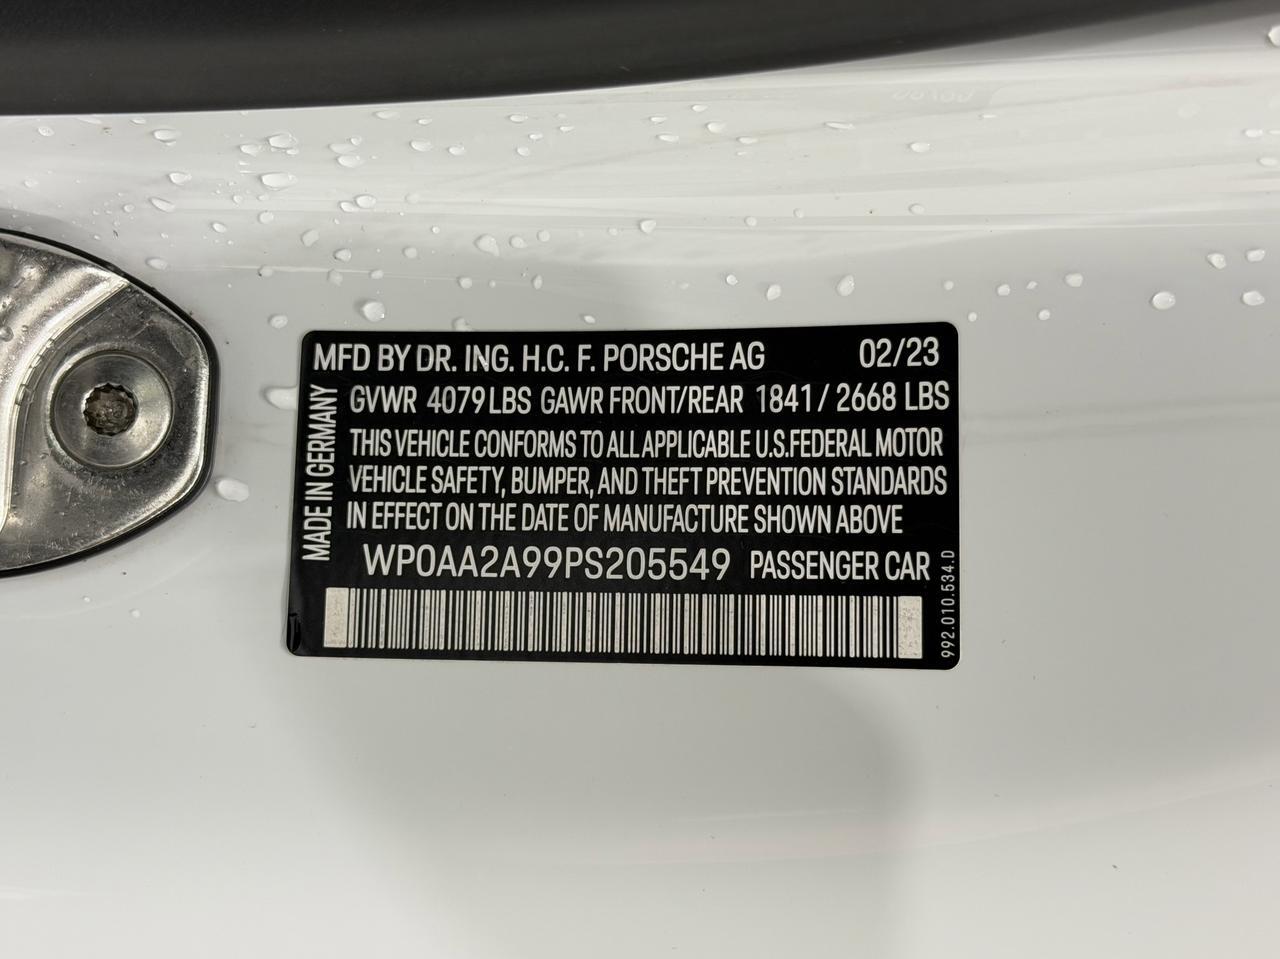 MFD BY DR. ING. H.C. F. PORSCHE AG 02/23
GVWR 4079 LBS GAWR FRONT/REAR 1841 / 2668 LBS
THIS VEHICLE CONFORMS TO ALL APPLICABLE U.S. FEDERAL MOTOR
VEHICLE SAFETY, BUMPER, AND THEFT PREVENTION STANDARDS
IN EFFECT ON THE DATE OF MANUFACTURE SHOWN ABOVE
WP0AA2A99PS205549 PASSENGER CAR
MADE IN GERMANY
992.010.534.D